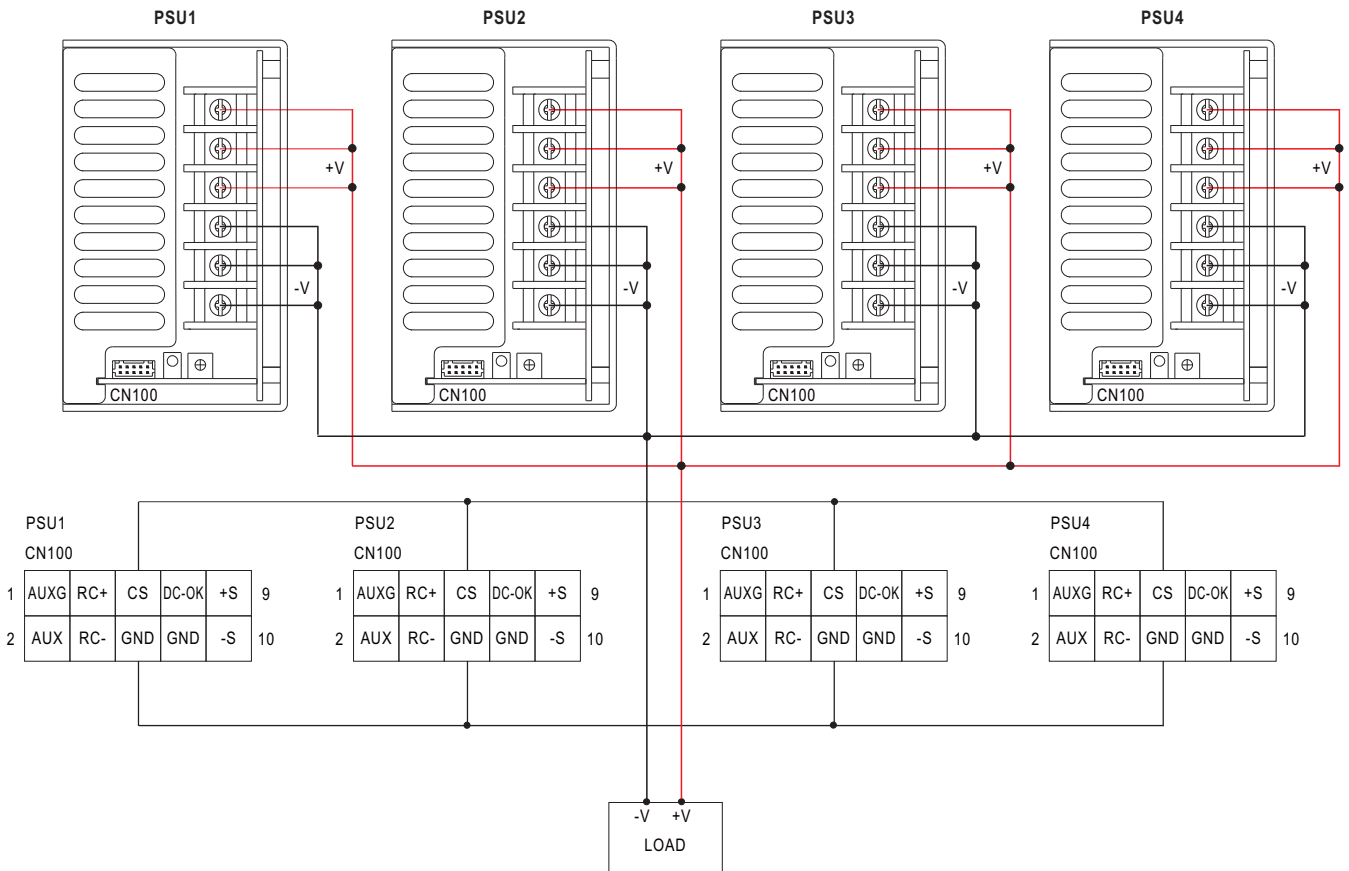 PSU1 PSU2 PSU3 PSU4
+V +V +V +V
-V -V -V -V
CN100 CN100 CN100 CN100
PSU1 PSU2 PSU3 PSU4
CN100 CN100 CN100 CN100
1 AUXG RC+ CS DC-OK +S 9 1 AUXG RC+ CS DC-OK +S 9 1 AUXG RC+ CS DC-OK +S 9 1 AUXG RC+ CS DC-OK +S 9
2 AUX RC- GND GND -S 10 2 AUX RC- GND GND -S 10 2 AUX RC- GND GND -S 10 2 AUX RC- GND GND -S 10
-V +V
LOAD